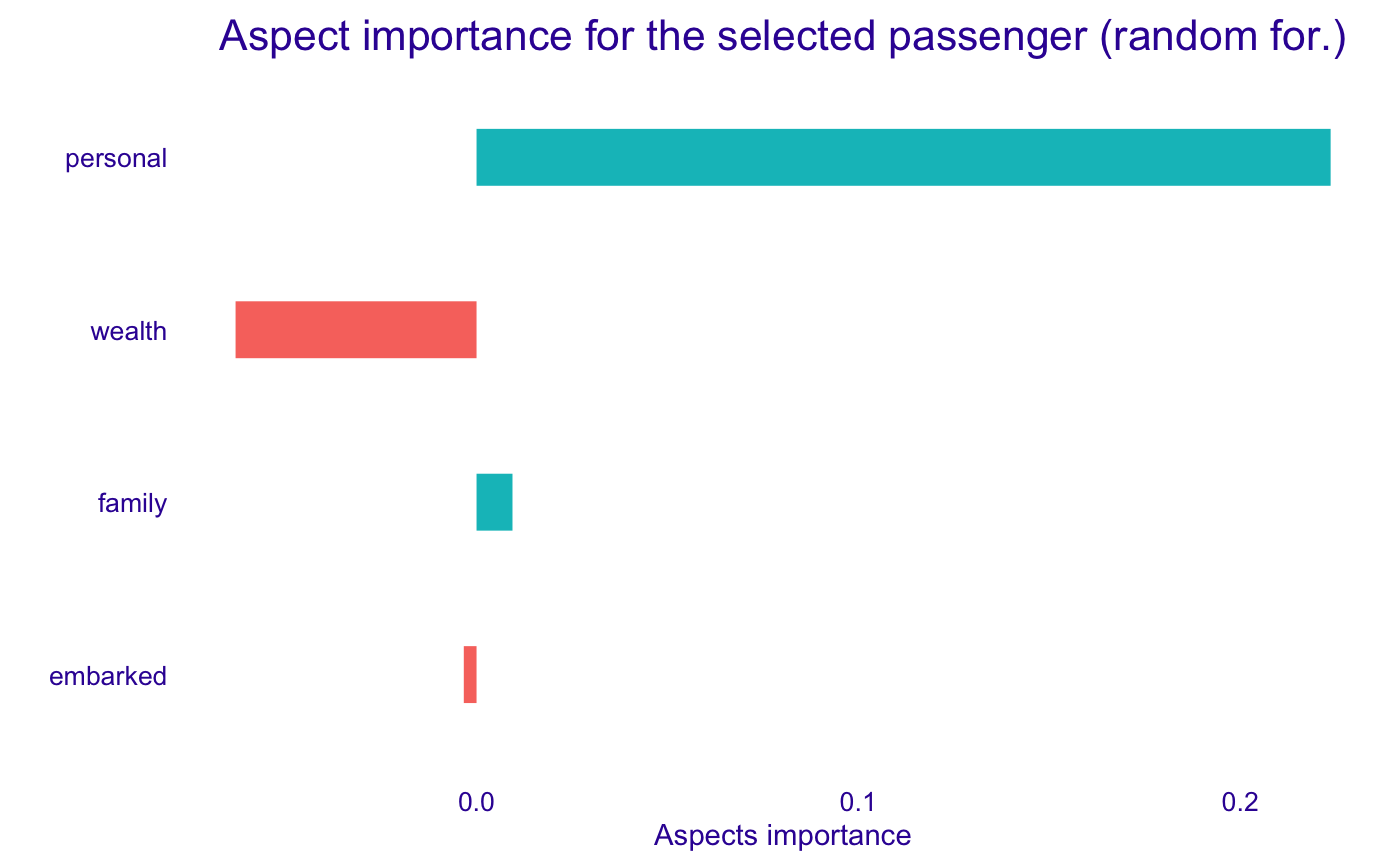 Aspect importance for the selected passenger (random for.)
personal
wealth
family
embarked
0.0 0.1 0.2
Aspects importance